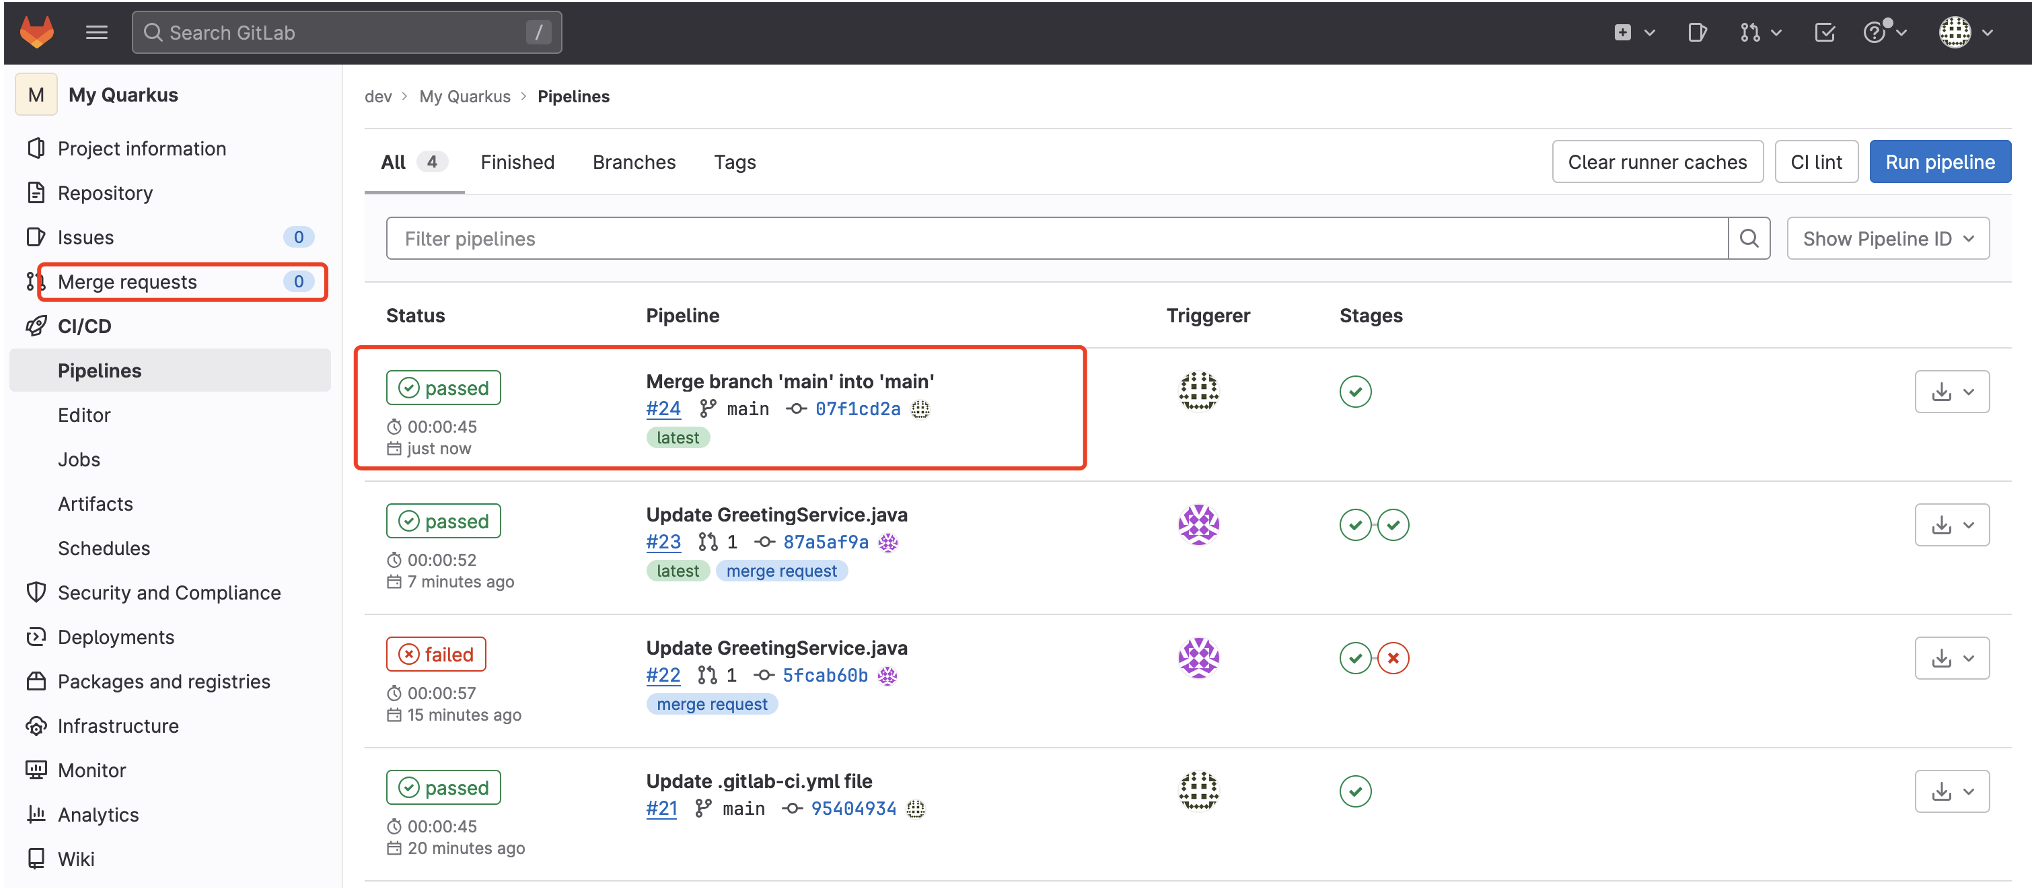 Search GitLab /
M My Quarkus
Project information
Repository
Issues 0
Merge requests 0
CI/CD
Pipelines
Editor
Jobs
Artifacts
Schedules
Security and Compliance
Deployments
Packages and registries
Infrastructure
Monitor
Analytics
Wiki
dev > My Quarkus > Pipelines
All 4 Finished Branches Tags Clear runner caches CI lint Run pipeline
Filter pipelines Show Pipeline ID
Status Pipeline Triggerer Stages
passed Merge branch 'main' into 'main'
#24 main 07f1cd2a
00:00:45 latest
just now
passed Update GreetingService.java
#23 1 87a5af9a
00:00:52 latest merge request
7 minutes ago
failed Update GreetingService.java
#22 1 5fcab60b
00:00:57 merge request
15 minutes ago
passed Update .gitlab-ci.yml file
#21 main 95404934
00:00:45
20 minutes ago